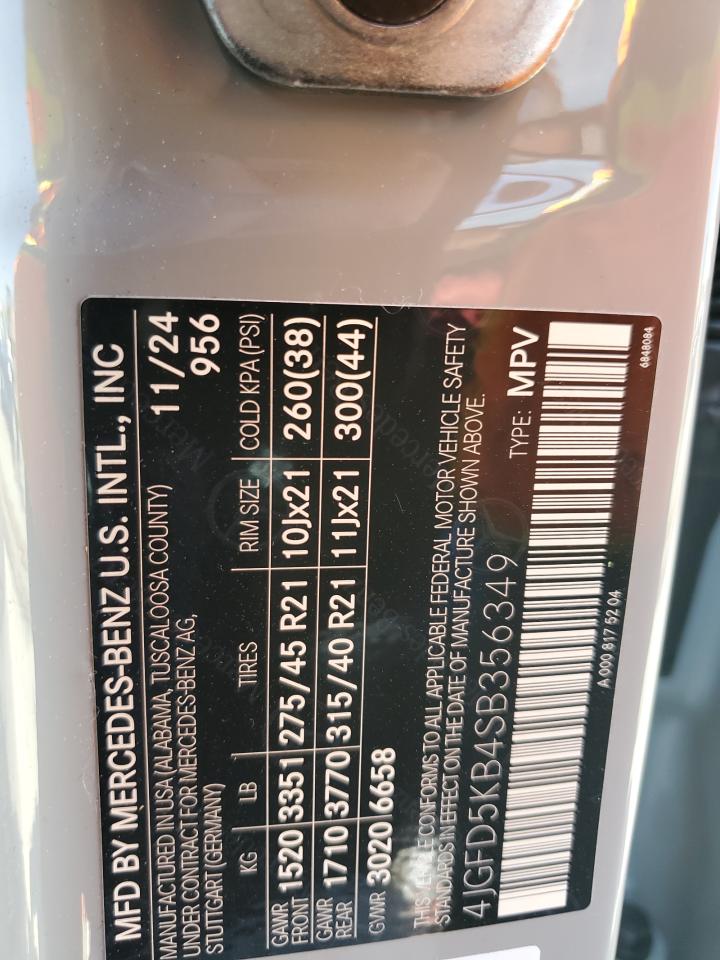 MFD BY MERCEDES-BENZ U.S. INTL., INC
MANUFACTURED IN USA (ALABAMA, TUSCALOOSA COUNTY) 11/24
UNDER CONTRACT FOR MERCEDES-BENZ AG, 956
STUTTGART (GERMANY)
KG LB TIRES RIM SIZE COLD KPA (PSI)
GAWR FRONT 1520 3351 275/45 R21 10Jx21 260(38)
GAWR REAR 1710 3770 315/40 R21 11Jx21 300(44)
GVWR 3020 6658
THIS VEHICLE CONFORMS TO ALL APPLICABLE FEDERAL MOTOR VEHICLE SAFETY
STANDARDS IN EFFECT ON THE DATE OF MANUFACTURE SHOWN ABOVE.
4JGFD5KB4SB356349 TYPE: MPV
A 000 817 52 04 6848084